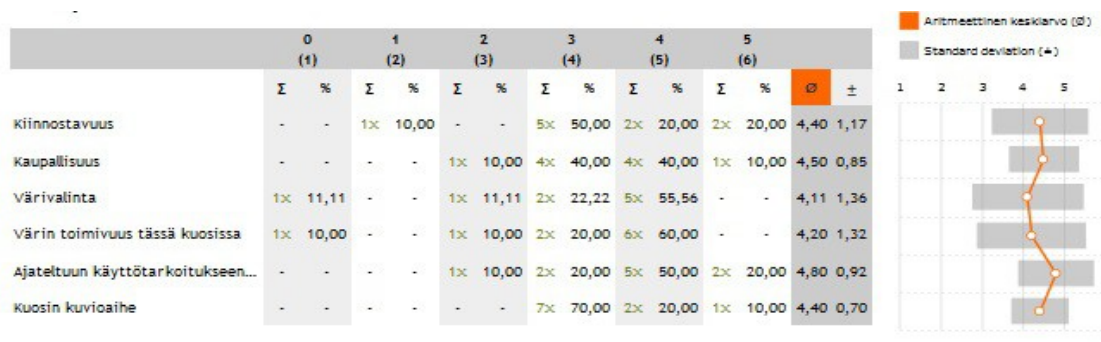 Aritmeettinen keskiarvo (Ø)
Standard deviation (±)
0 1 2 3 4 5
(1) (2) (3) (4) (5) (6)
Σ % Σ % Σ % Σ % Σ % Σ % Ø ± 1 2 3 4 5
Kiinnostavuus - - 1x 10,00 - - 5x 50,00 2x 20,00 2x 20,00 4,40 1,17
Kaupallisuus - - - - 1x 10,00 4x 40,00 4x 40,00 1x 10,00 4,50 0,85
Värivalinta 1x 11,11 - - 1x 11,11 2x 22,22 5x 55,56 - - 4,11 1,36
Värin toimivuus tässä kuosissa 1x 10,00 - - 1x 10,00 2x 20,00 6x 60,00 - - 4,20 1,32
Ajateltuun käyttötarkoitukseen... - - - - 1x 10,00 2x 20,00 5x 50,00 2x 20,00 4,80 0,92
Kuosin kuvioaihe - - - - - - 7x 70,00 2x 20,00 1x 10,00 4,40 0,70